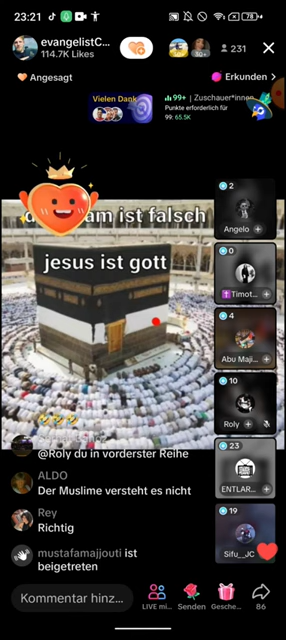 23:21
78
evangelistC...
114.7K Likes
30+
231
Angesagt
Erkunden >
Vielen Dank
99+ | Zuschauer*innen
Punkte erforderlich für
99: 65.5K
am ist falsch
jesus ist gott
2
Angelo +
0
Timot... +
4
Abu Maji...
10
Roly +
23
ENTLAR... +
19
Sifu__JC
@Roly du in vorderster Reihe
ALDO
Der Muslime versteht es nicht
Rey
Richtig
mustafamajjouti ist
beigetreten
Kommentar hinz...
LIVE mi...
Senden
Gesche...
86